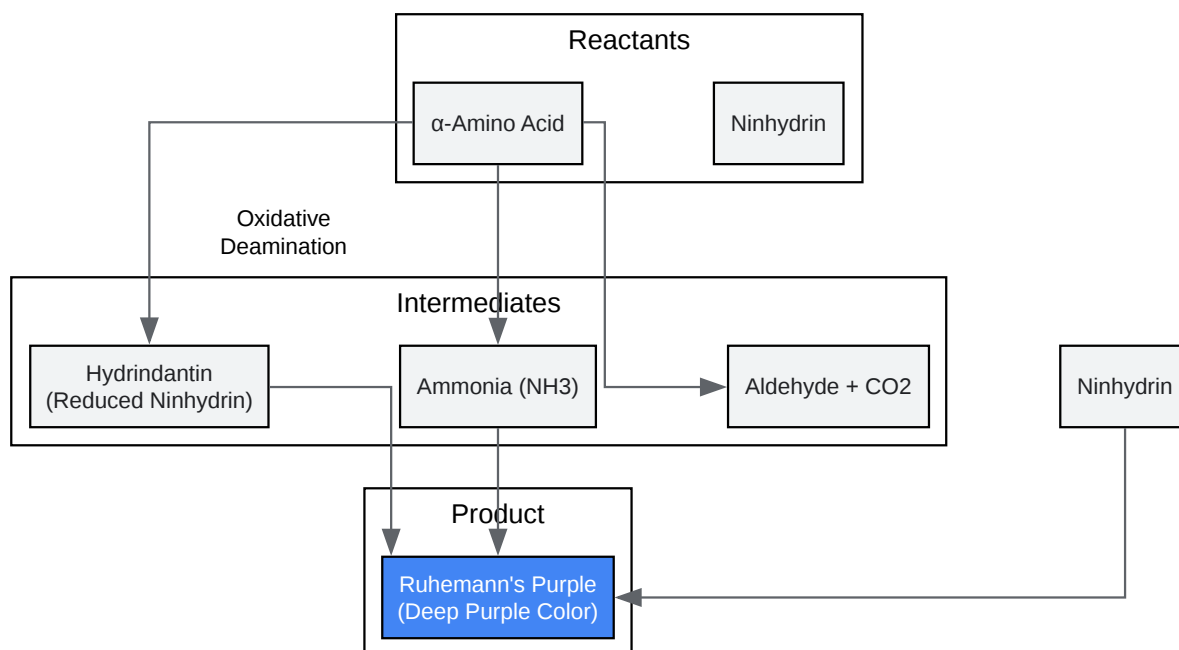 Reactants
α-Amino Acid
Ninhydrin
Oxidative
Deamination
Intermediates
Hydrindantin
(Reduced Ninhydrin)
Ammonia (NH3)
Aldehyde + CO2
Ninhydrin
Product
Ruhemann's Purple
(Deep Purple Color)